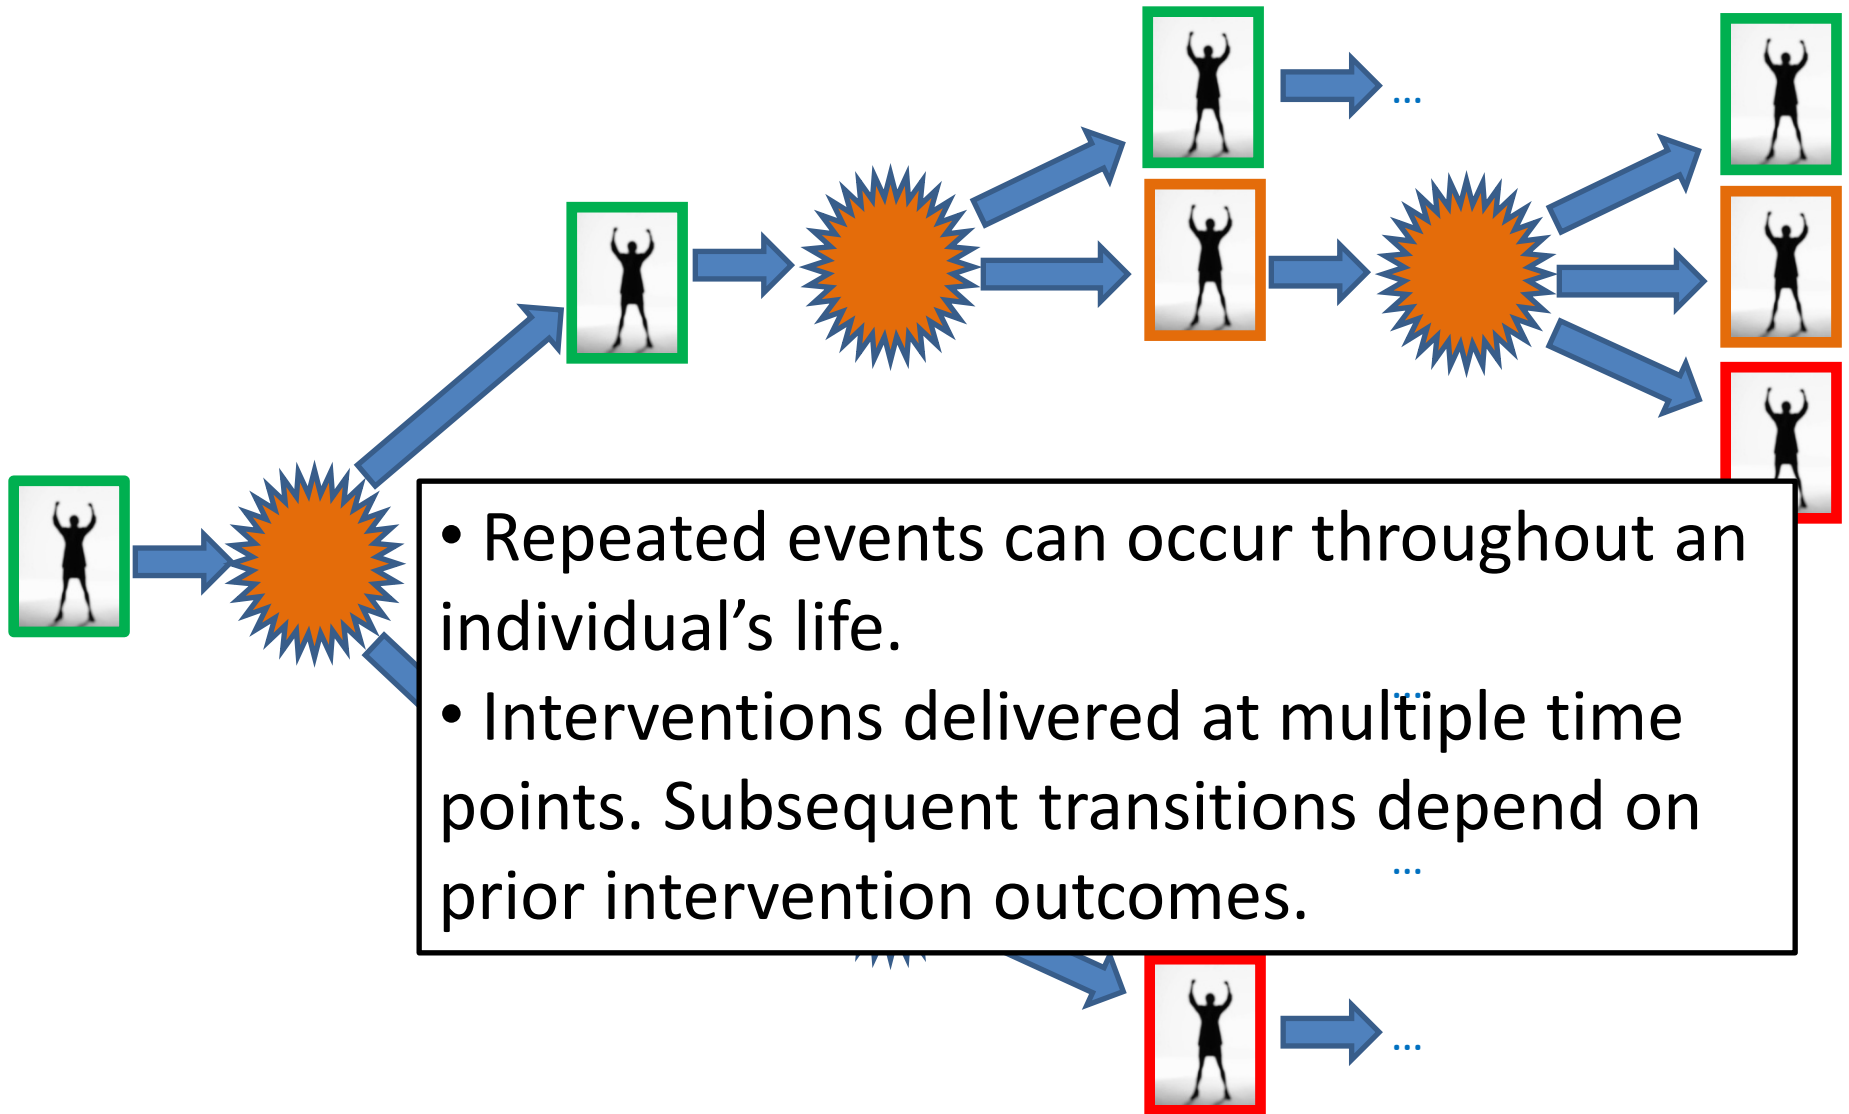 ...
• Repeated events can occur throughout an
individual’s life.
...
• Interventions delivered at multiple time
points. Subsequent transitions depend on
...
prior intervention outcomes.
...